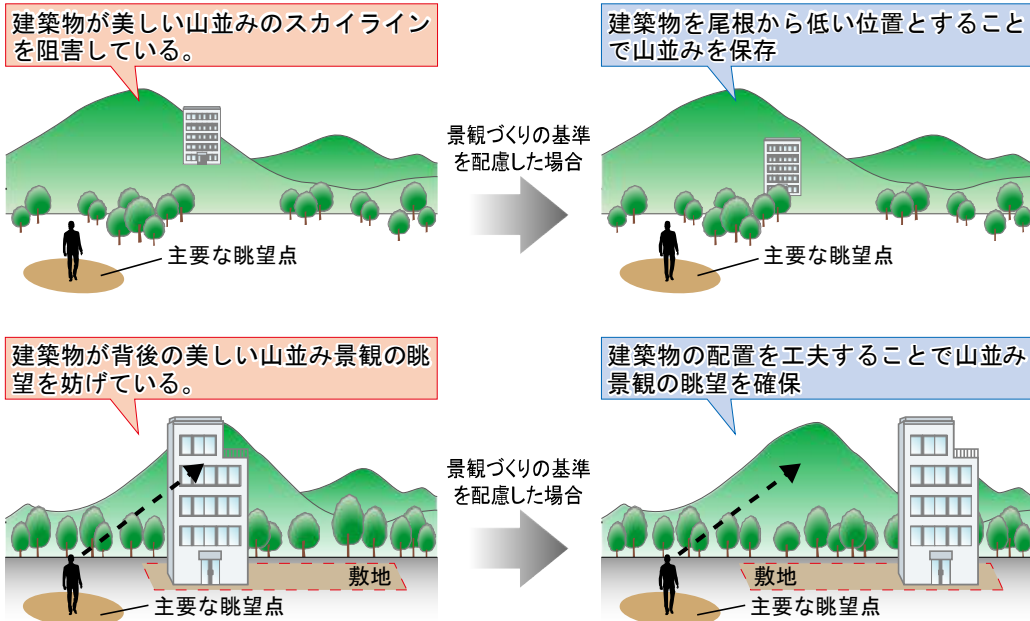 建築物が美しい山並みのスカイライン
を阻害している。
建築物を尾根から低い位置とすること
で山並みを保存
景観づくりの基準
を配慮した場合
主要な眺望点
主要な眺望点
建築物が背後の美しい山並み景観の眺
望を妨げている。
建築物の配置を工夫することで山並み
景観の眺望を確保
景観づくりの基準
を配慮した場合
敷地
主要な眺望点
敷地
主要な眺望点